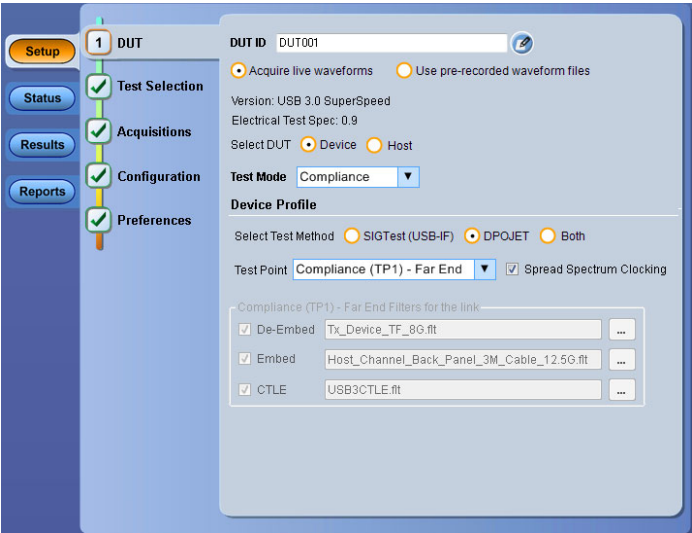 Setup
Status
Results
Reports
1 DUT
Test Selection
Acquisitions
Configuration
Preferences
DUT ID DUT001
Acquire live waveforms Use pre-recorded waveform files
Version: USB 3.0 SuperSpeed
Electrical Test Spec: 0.9
Select DUT Device Host
Test Mode Compliance
Device Profile
Select Test Method SIGTest (USB-IF) DPOJET Both
Test Point Compliance (TP1) - Far End Spread Spectrum Clocking
Compliance (TP1) - Far End Filters for the link
De-Embed Tx_Device_TF_8G.flt ...
Embed Host_Channel_Back_Panel_3M_Cable_12.5G.flt ...
CTLE USB3CTLE.flt ...